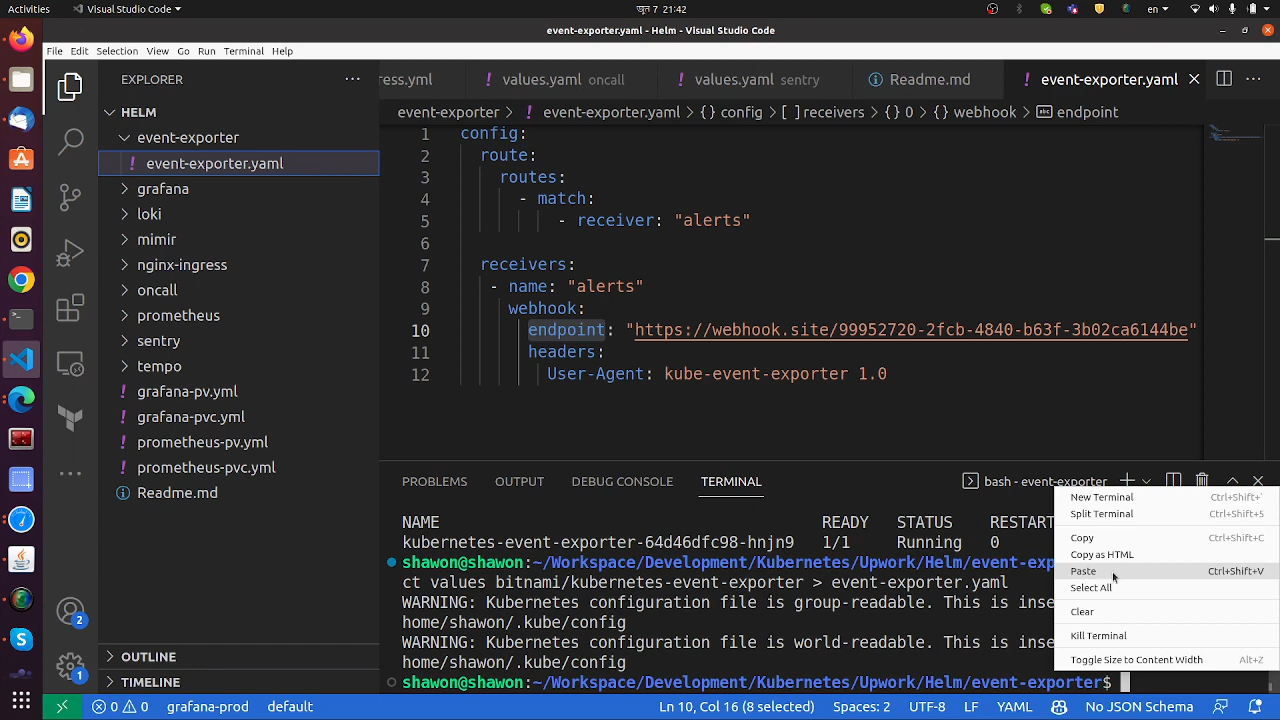 Activities
Visual Studio Code
জুন 7 21:42
en
event-exporter.yaml - Helm - Visual Studio Code
File Edit Selection View Go Run Terminal Help
EXPLORER
ress.yml
values.yaml oncall
values.yaml sentry
Readme.md
event-exporter.yaml
event-exporter > event-exporter.yaml > {} config > [ ] receivers > {} 0 > {} webhook > endpoint
HELM
event-exporter
event-exporter.yaml
grafana
loki
mimir
nginx-ingress
oncall
prometheus
sentry
tempo
grafana-pv.yml
grafana-pvc.yml
prometheus-pv.yml
prometheus-pvc.yml
Readme.md
OUTLINE
TIMELINE
1 config:
2 route:
3 routes:
4 - match:
5 - receiver: "alerts"
6
7 receivers:
8 - name: "alerts"
9 webhook:
10 endpoint: "https://webhook.site/99952720-2fcb-4840-b63f-3b02ca6144be"
11 headers:
12 User-Agent: kube-event-exporter 1.0
PROBLEMS OUTPUT DEBUG CONSOLE TERMINAL
bash - event-exporter
NAME READY STATUS RESTART
kubernetes-event-exporter-64d46dfc98-hnjn9 1/1 Running 0
shawon@shawon:~/Workspace/Development/Kubernetes/Upwork/Helm/event-exp
ct values bitnami/kubernetes-event-exporter > event-exporter.yaml
WARNING: Kubernetes configuration file is group-readable. This is inse
home/shawon/.kube/config
WARNING: Kubernetes configuration file is world-readable. This is inse
home/shawon/.kube/config
shawon@shawon:~/Workspace/Development/Kubernetes/Upwork/Helm/event-exporter$
New Terminal Ctrl+Shift+`
Split Terminal Ctrl+Shift+5
Copy Ctrl+Shift+C
Copy as HTML
Paste Ctrl+Shift+V
Select All
Clear
Kill Terminal
Toggle Size to Content Width Alt+Z
2
1
0 0 grafana-prod default
Ln 10, Col 16 (8 selected) Spaces: 2 UTF-8 LF YAML No JSON Schema